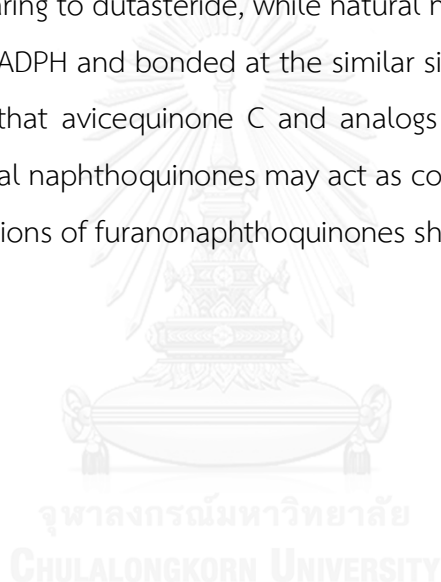 aring to dutasteride, while natural n
ADPH and bonded at the similar si
that avicequinone C and analogs
al naphthoquinones may act as co
ions of furanonaphthoquinones sh
จุฬาลงกรณ์มหาวิทยาลัย
CHULALONGKORN UNIVERSITY